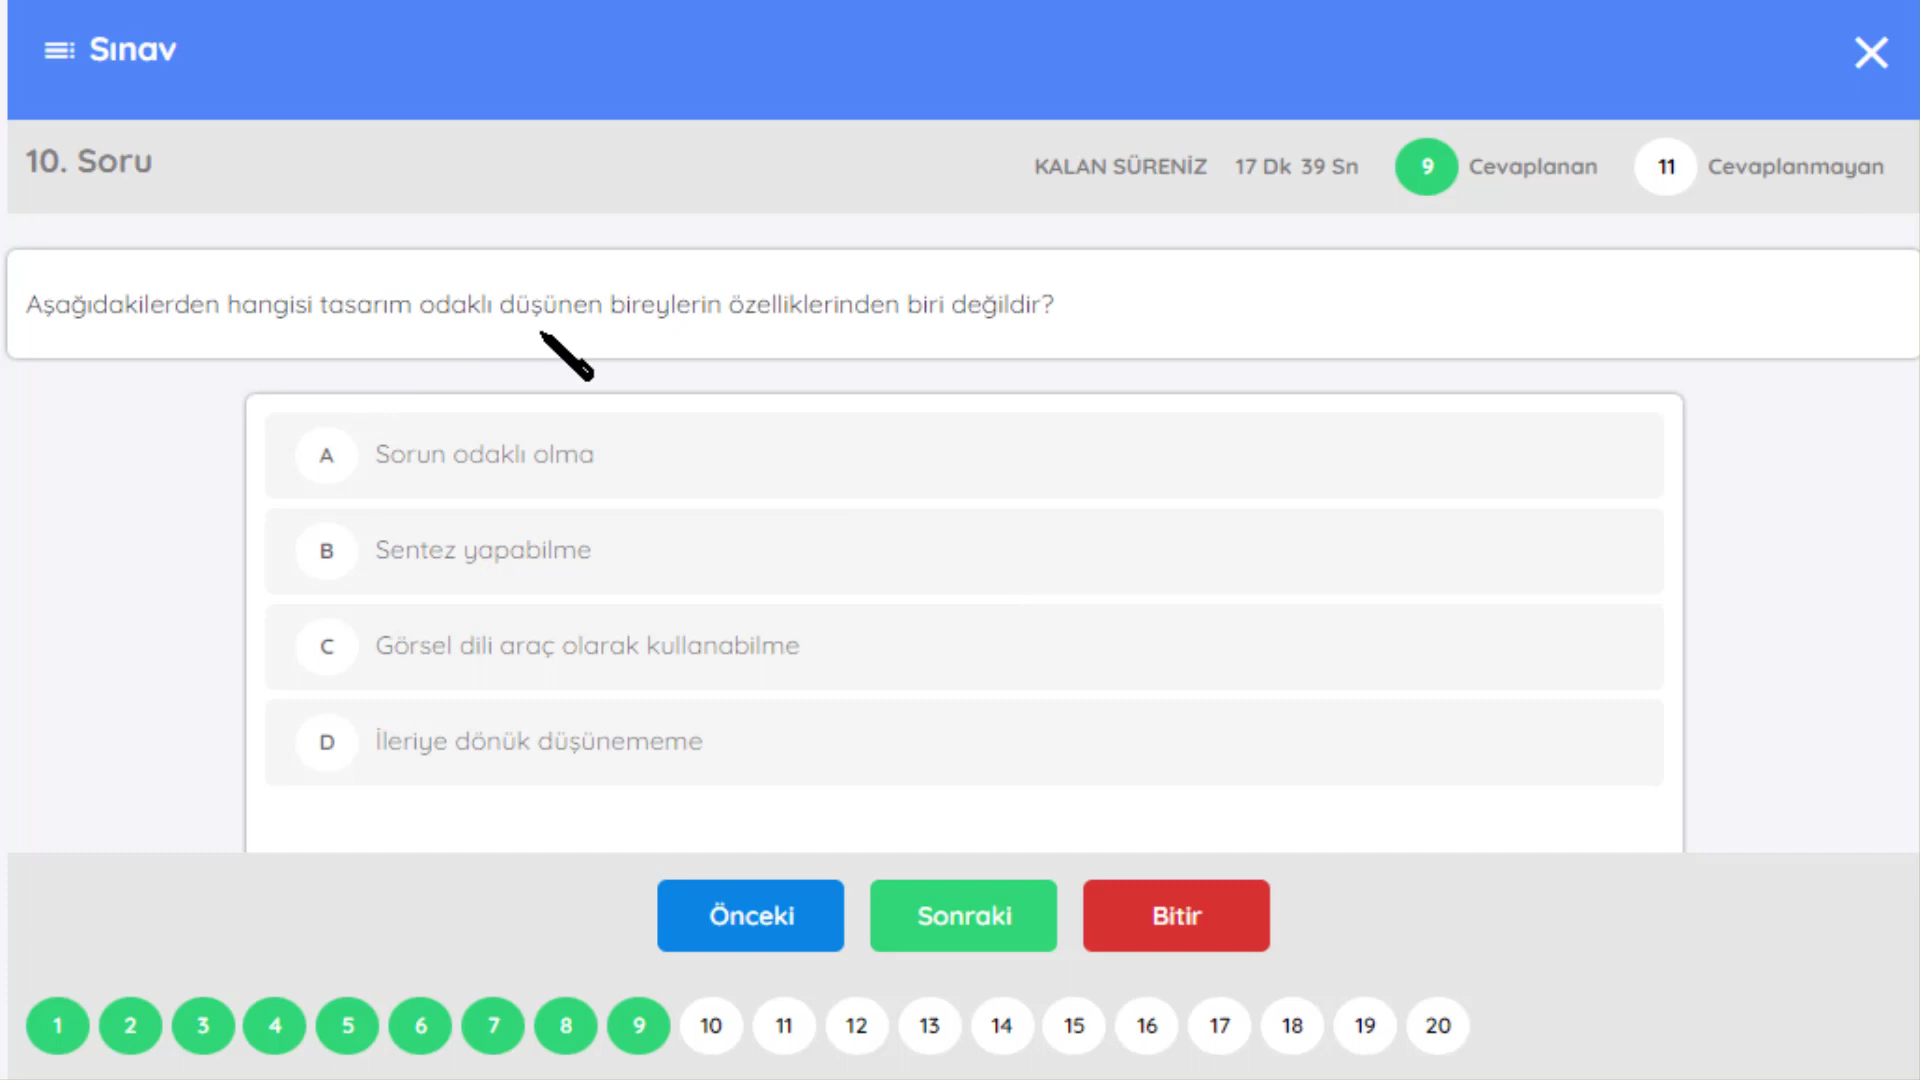 Sınav
10. Soru
KALAN SÜRENİZ 17 Dk 39 Sn 9 Cevaplanan 11 Cevaplanmayan
Aşağıdakilerden hangisi tasarım odaklı düşünen bireylerin özelliklerinden biri değildir?
A Sorun odaklı olma
B Sentez yapabilme
C Görsel dili araç olarak kullanabilme
D İleriye dönük düşünememe
Önceki Sonraki Bitir
1 2 3 4 5 6 7 8 9 10 11 12 13 14 15 16 17 18 19 20